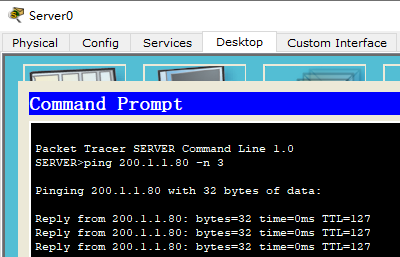 Server0
Physical Config Services Desktop Custom Interface
Command Prompt
Packet Tracer SERVER Command Line 1.0
SERVER>ping 200.1.1.80 -n 3
Pinging 200.1.1.80 with 32 bytes of data:
Reply from 200.1.1.80: bytes=32 time=0ms TTL=127
Reply from 200.1.1.80: bytes=32 time=0ms TTL=127
Reply from 200.1.1.80: bytes=32 time=0ms TTL=127